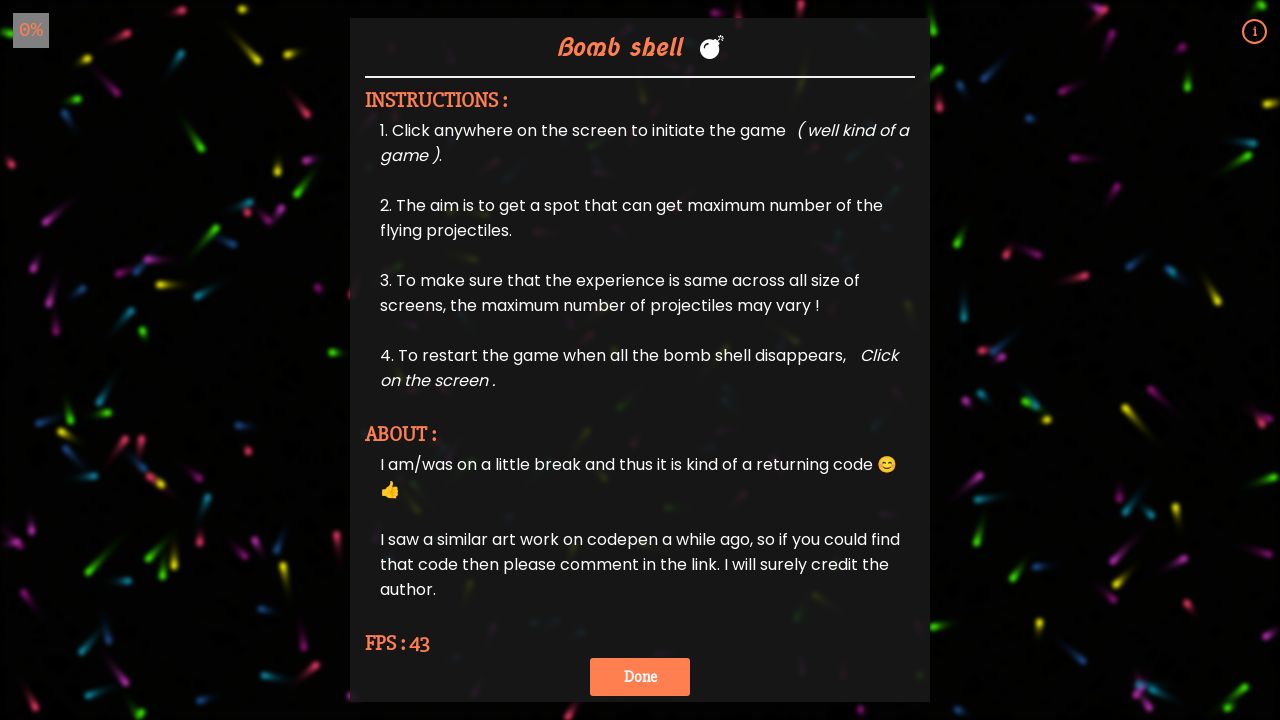 0%
i
Bomb shell 💣
INSTRUCTIONS :
1. Click anywhere on the screen to initiate the game ( well kind of a
game ).
2. The aim is to get a spot that can get maximum number of the
flying projectiles.
3. To make sure that the experience is same across all size of
screens, the maximum number of projectiles may vary !
4. To restart the game when all the bomb shell disappears, Click
on the screen .
ABOUT :
I am/was on a little break and thus it is kind of a returning code 😊
👍
I saw a similar art work on codepen a while ago, so if you could find
that code then please comment in the link. I will surely credit the
author.
FPS : 43
Done